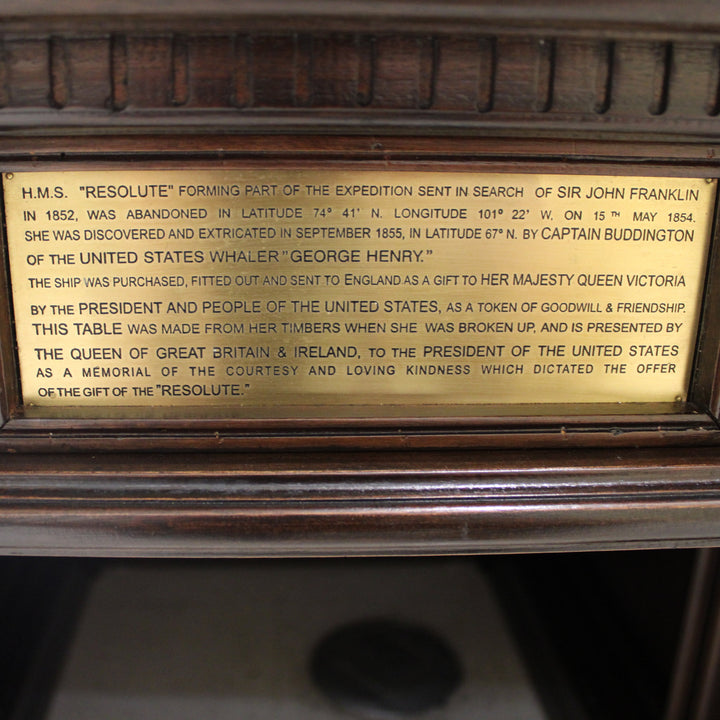 H.M.S. "RESOLUTE" FORMING PART OF THE EXPEDITION SENT IN SEARCH OF SIR JOHN FRANKLIN
IN 1852, WAS ABANDONED IN LATITUDE 74º 41' N. LONGITUDE 101º 22' W. ON 15TH MAY 1854.
SHE WAS DISCOVERED AND EXTRICATED IN SEPTEMBER 1855, IN LATITUDE 67º N. BY CAPTAIN BUDDINGTON
OF THE UNITED STATES WHALER "GEORGE HENRY."
THE SHIP WAS PURCHASED, FITTED OUT AND SENT TO ENGLAND AS A GIFT TO HER MAJESTY QUEEN VICTORIA
BY THE PRESIDENT AND PEOPLE OF THE UNITED STATES, AS A TOKEN OF GOODWILL & FRIENDSHIP.
THIS TABLE WAS MADE FROM HER TIMBERS WHEN SHE WAS BROKEN UP, AND IS PRESENTED BY
THE QUEEN OF GREAT BRITAIN & IRELAND, TO THE PRESIDENT OF THE UNITED STATES
AS A MEMORIAL OF THE COURTESY AND LOVING KINDNESS WHICH DICTATED THE OFFER
OF THE GIFT OF THE "RESOLUTE."